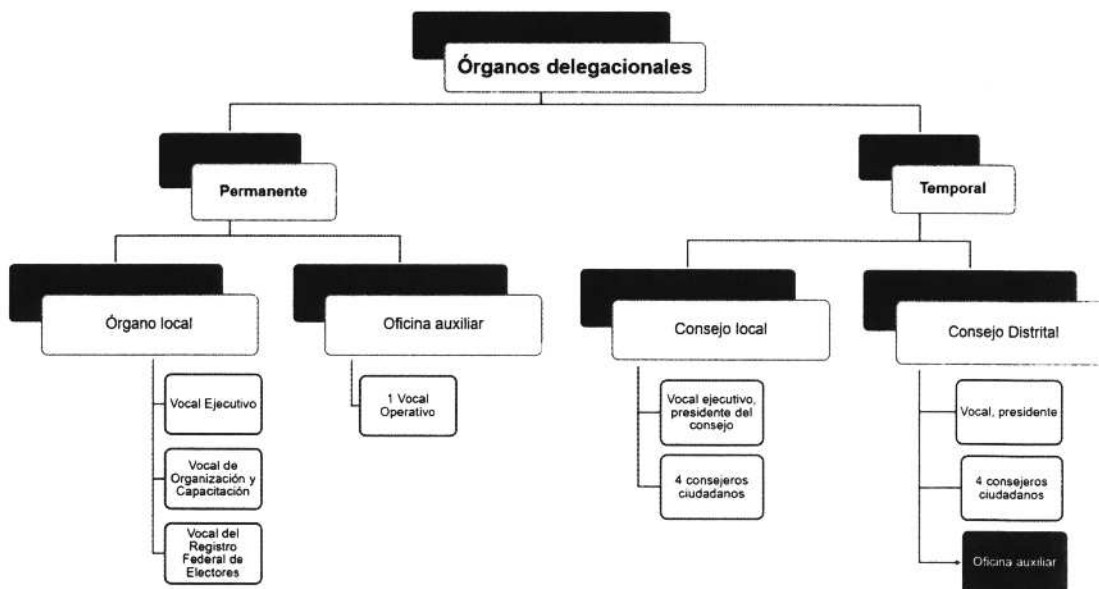 Órganos delegacionales
Permanente
Temporal
Órgano local
Oficina auxiliar
Consejo local
Consejo Distrital
Vocal Ejecutivo
Vocal de
Organización y
Capacitación
Vocal del
Registro
Federal de
Electores
1 Vocal
Operativo
Vocal ejecutivo,
presidente del
consejo
4 consejeros
ciudadanos
Vocal, presidente
4 consejeros
ciudadanos
Oficina auxiliar